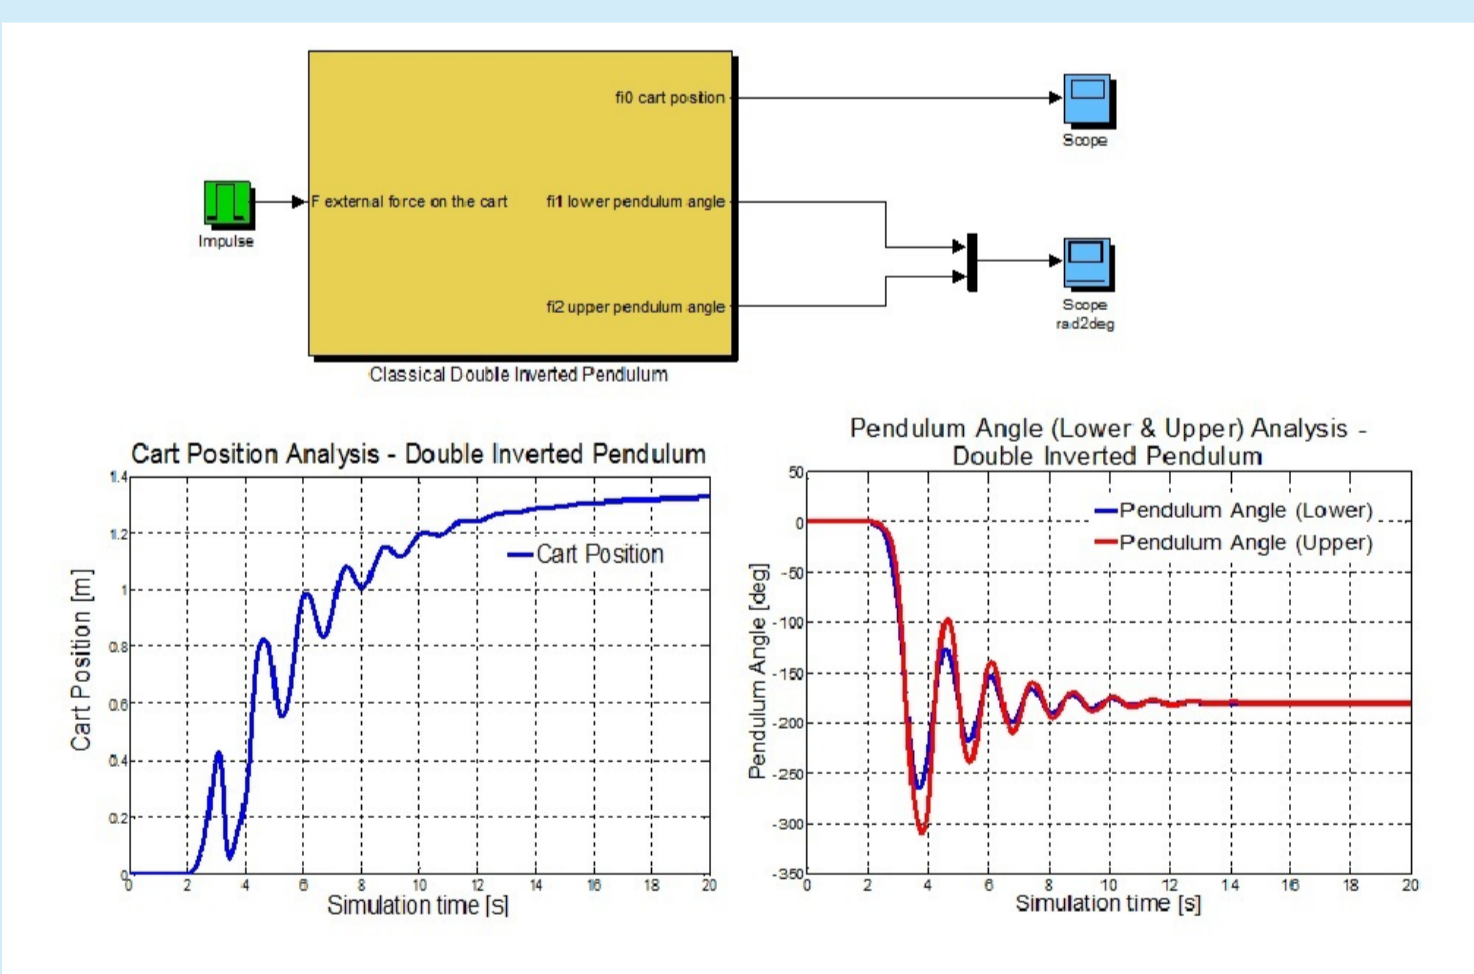 fi0 cart position
Scope
F external force on the cart
fi1 lower pendulum angle
Impulse
fi2 upper pendulum angle
Scope
rad2deg
Classical Double Inverted Pendulum
Cart Position Analysis - Double Inverted Pendulum
1.4
1.2
1
0.8
0.6
0.4
0.2
0
Cart Position [m]
Cart Position
0 2 4 6 8 10 12 14 16 18 20
Simulation time [s]
Pendulum Angle (Lower & Upper) Analysis -
Double Inverted Pendulum
50
0
-50
-100
-150
-200
-250
-300
-350
Pendulum Angle [deg]
Pendulum Angle (Lower)
Pendulum Angle (Upper)
0 2 4 6 8 10 12 14 16 18 20
Simulation time [s]